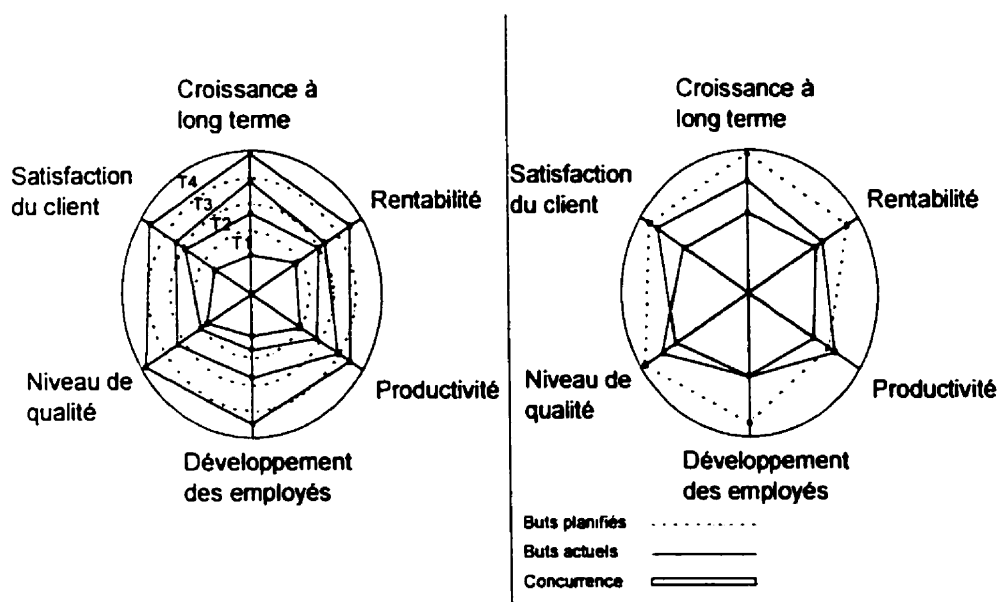 Croissance à
long terme
Satisfaction
du client
T4
T3
T2
T1
Rentabilité
Niveau de
qualité
Productivité
Développement
des employés
Croissance à
long terme
Satisfaction
du client
Rentabilité
Niveau de
qualité
Productivité
Développement
des employés
Buts planifiés
Buts actuels
Concurrence